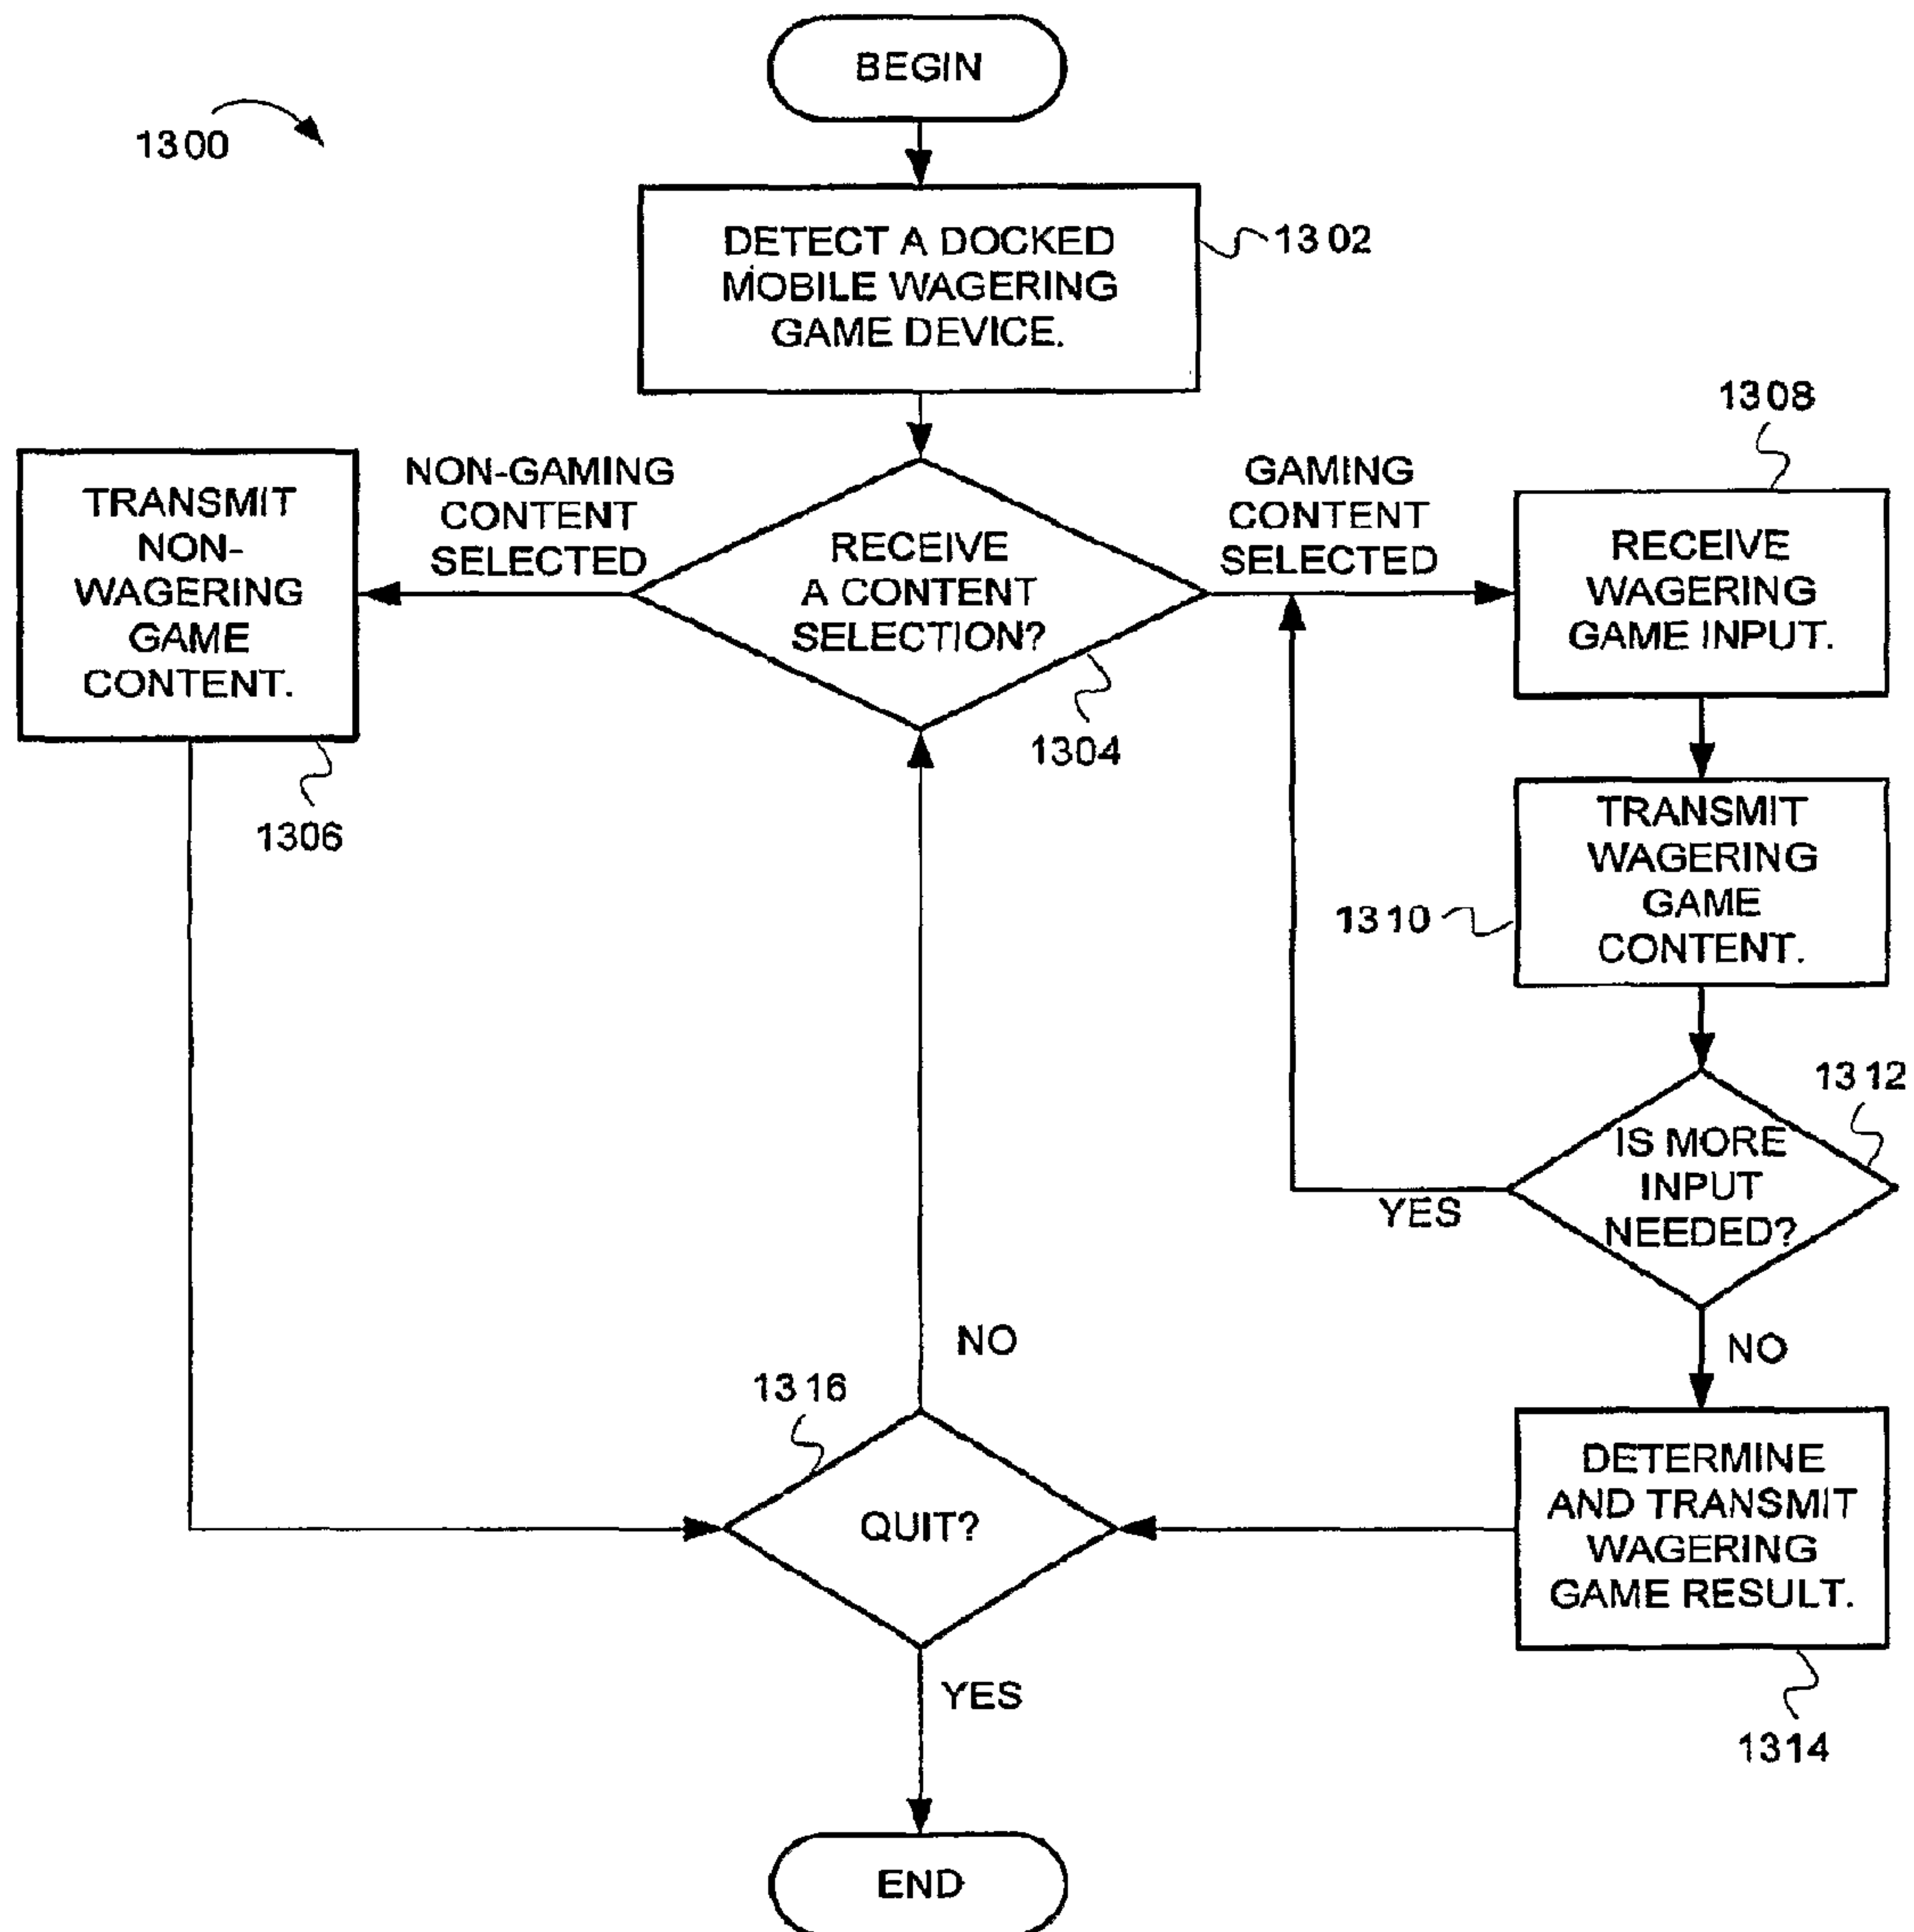 BEGIN
1300
DETECT A DOCKED
MOBILE WAGERING
GAME DEVICE.
1302
1308
NON-GAMING
CONTENT
SELECTED
GAMING
CONTENT
SELECTED
TRANSMIT
NON-
WAGERING
GAME
CONTENT.
RECEIVE
A CONTENT
SELECTION?
RECEIVE
WAGERING
GAME INPUT.
1304
1306
TRANSMIT
WAGERING
GAME
CONTENT.
1310
1312
IS MORE
INPUT
NEEDED?
YES
NO
NO
1316
QUIT?
DETERMINE
AND TRANSMIT
WAGERING
GAME RESULT.
YES
1314
END